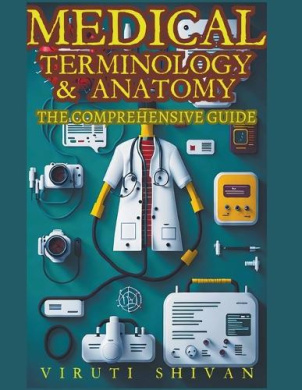 MEDICAL
TERMINOLOGY
& ANATOMY
THE COMPREHENSIVE GUIDE
VIRUTI SHIVAN